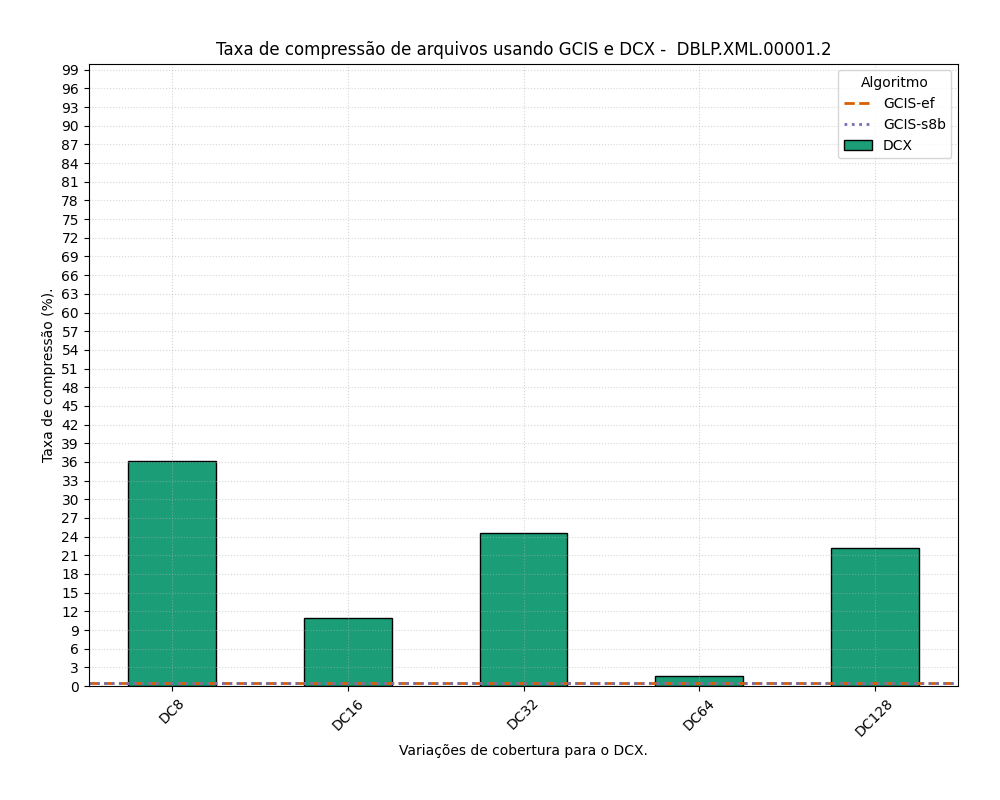 Taxa de compressão de arquivos usando GCIS e DCX -  DBLP.XML.00001.2
Algoritmo
GCIS-ef
GCIS-s8b
DCX
Taxa de compressão (%).
99
96
93
90
87
84
81
78
75
72
69
66
63
60
57
54
51
48
45
42
39
36
33
30
27
24
21
18
15
12
9
6
3
0
DC8
DC16
DC32
DC64
DC128
Variações de cobertura para o DCX.